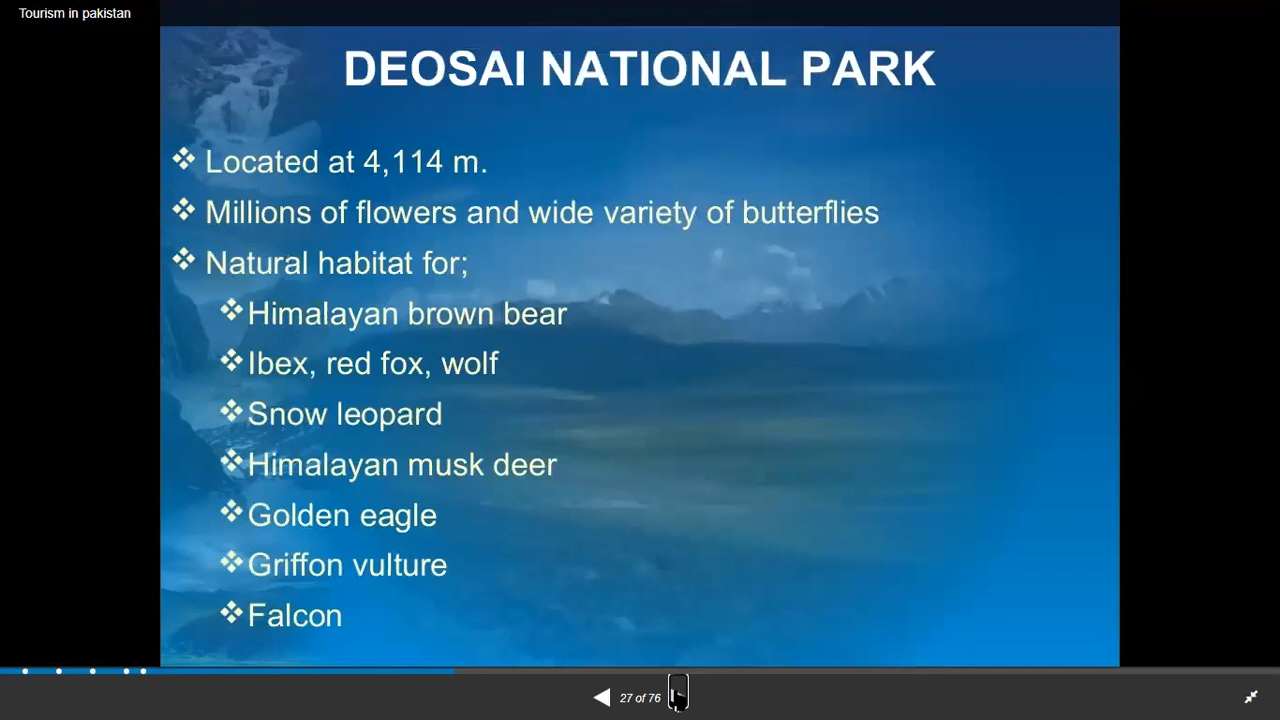 Tourism in pakistan
DEOSAI NATIONAL PARK
❖ Located at 4,114 m.
❖ Millions of flowers and wide variety of butterflies
❖ Natural habitat for;
❖Himalayan brown bear
❖Ibex, red fox, wolf
❖Snow leopard
❖Himalayan musk deer
❖Golden eagle
❖Griffon vulture
❖Falcon
27 of 76